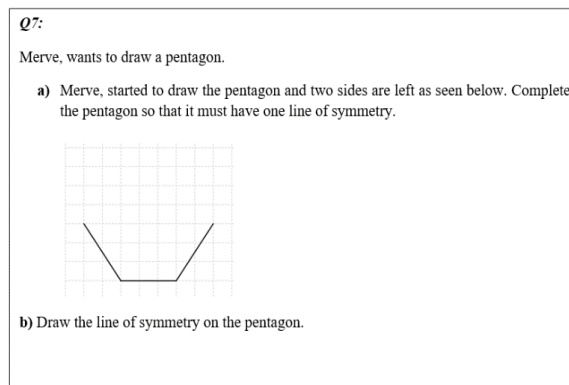 Q7:
Merve, wants to draw a pentagon.
a) Merve, started to draw the pentagon and two sides are left as seen below. Complete
the pentagon so that it must have one line of symmetry.
b) Draw the line of symmetry on the pentagon.